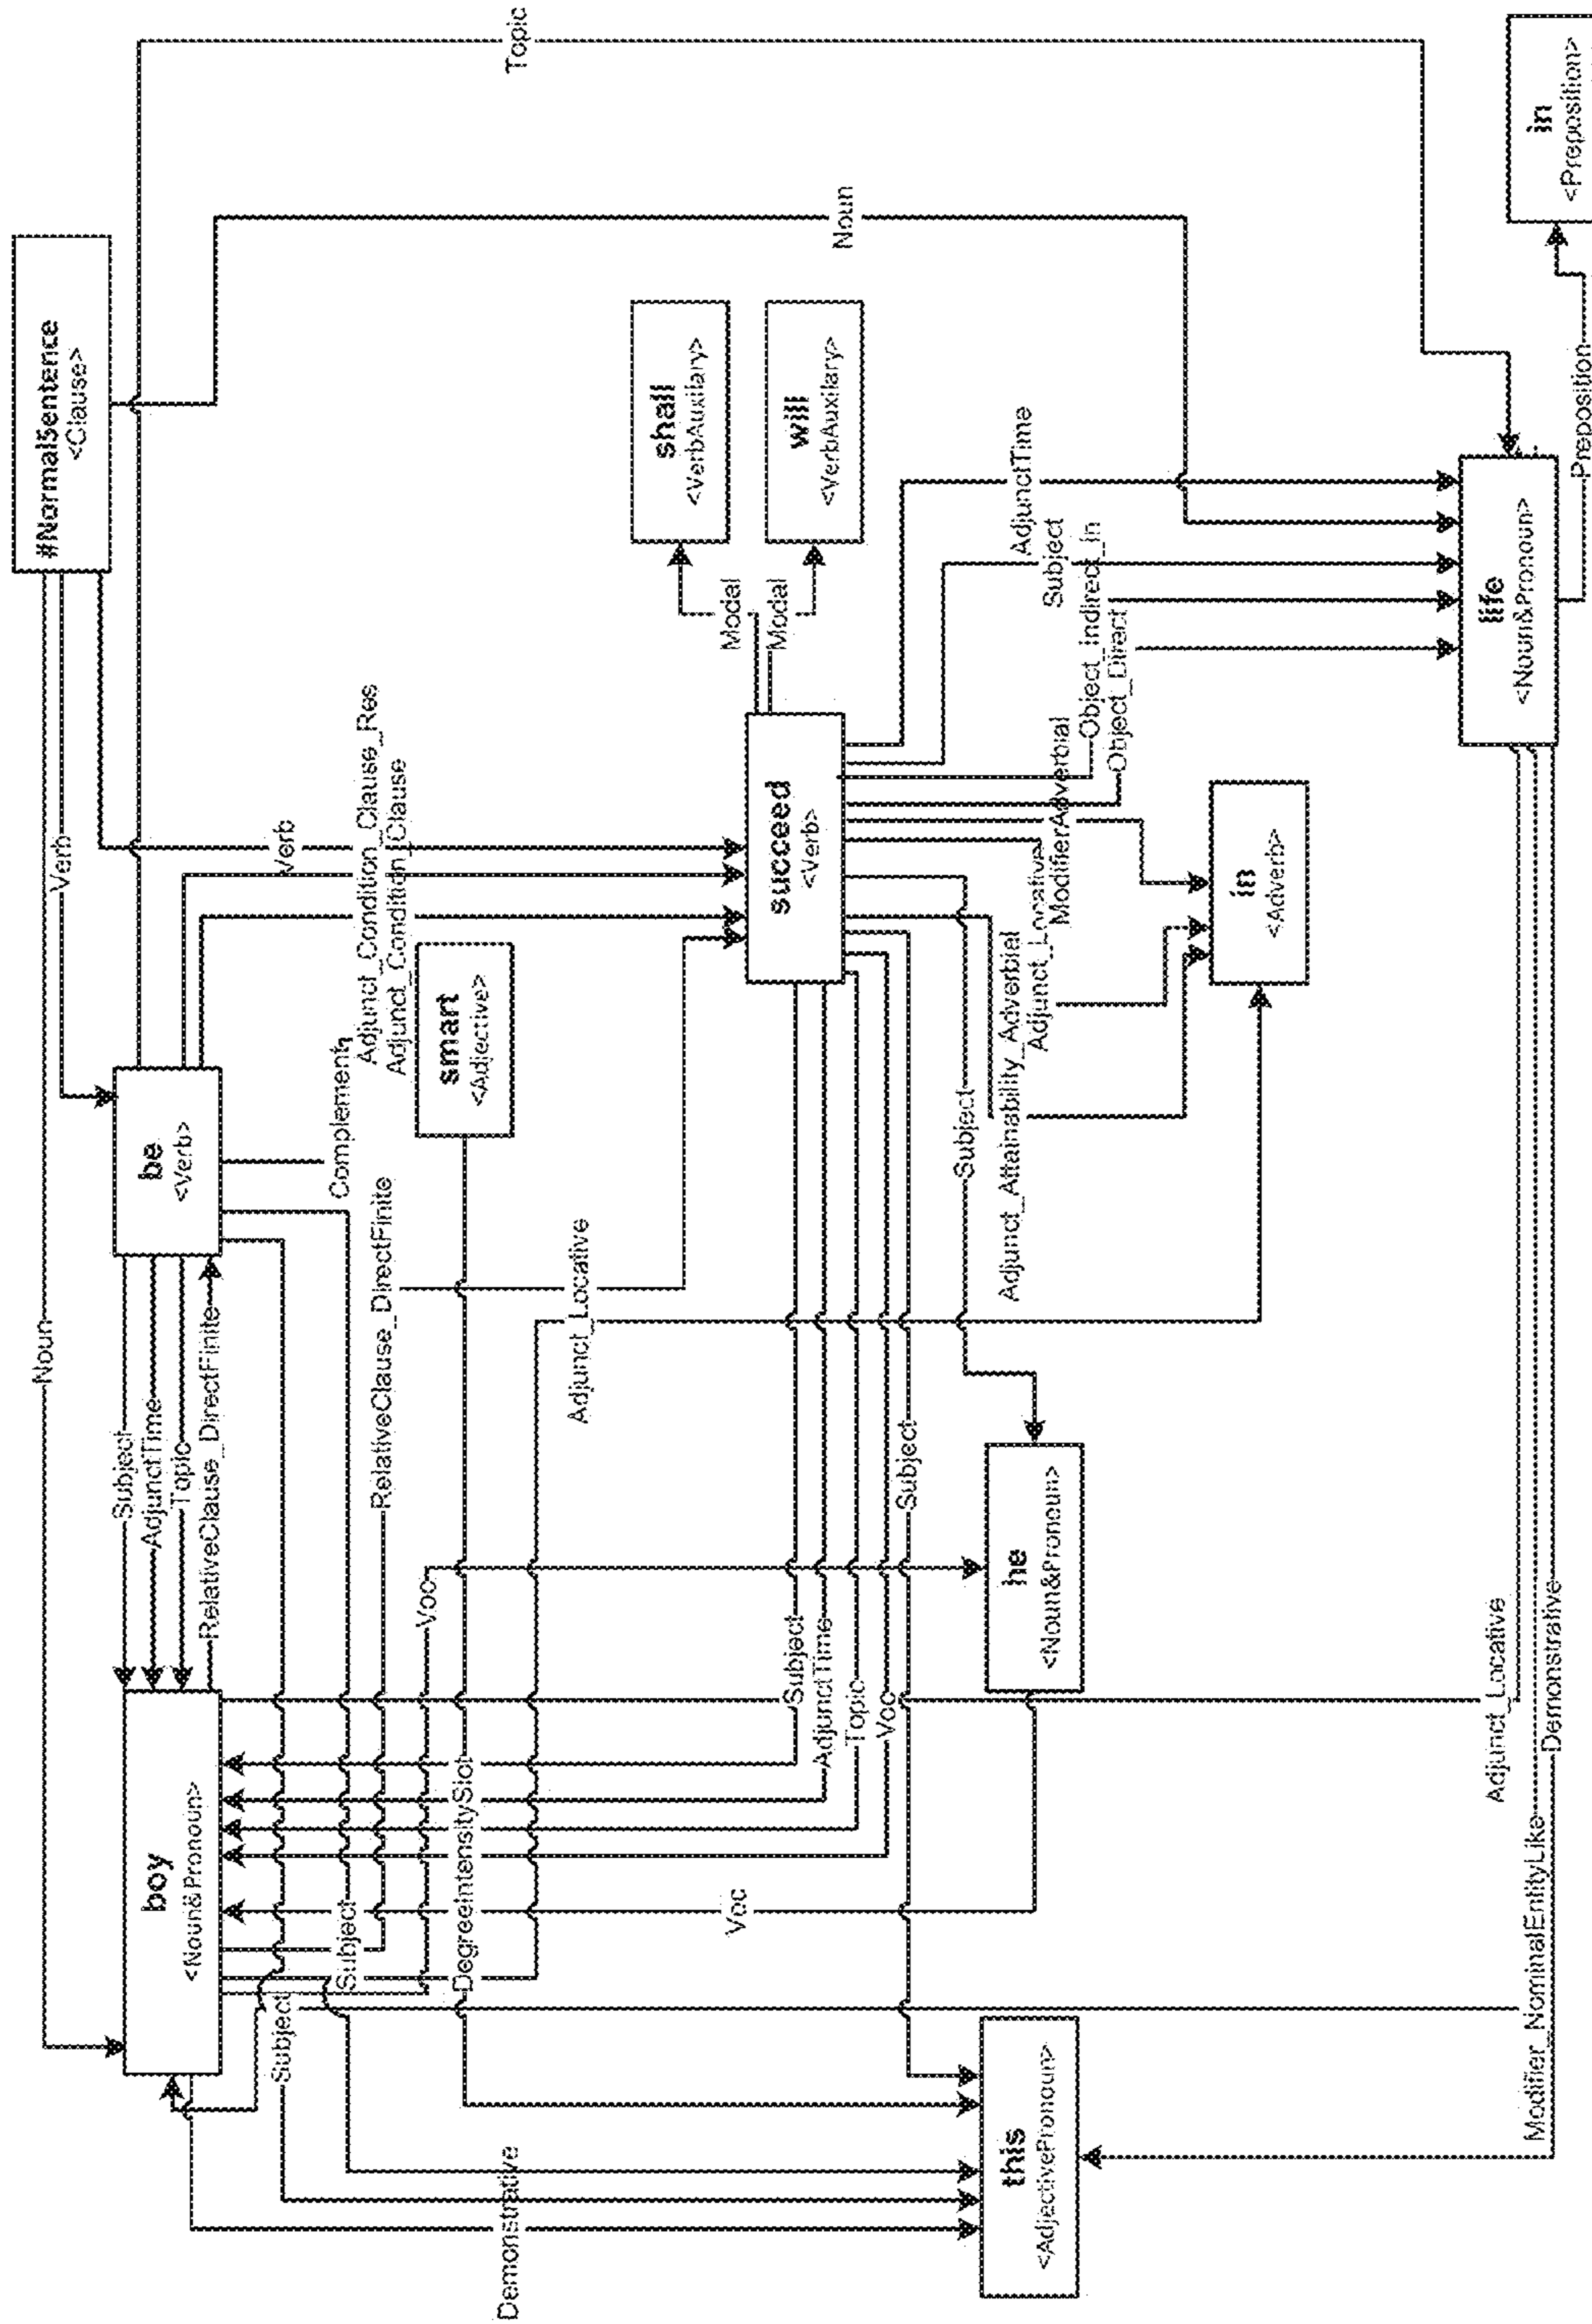 #NormalSentence
<Clause>
Noun
Verb
Verb
Noun
Topic
be
<Verb>
boy
<Noun&Pronoun>
Subject
AdjunctTime
Topic
RelativeClause_DirectFinite
Complement
Adjunct_Condition_Clause_Res
Adjunct_Condition_Clause
smart
<Adjective>
shall
<VerbAuxilary>
will
<VerbAuxilary>
Modal
Modal
succeed
<Verb>
RelativeClause_DirectFinite
Subject
Subject
Voc
DegreeIntensitySlot
Adjunct_Locative
Demonstrative
Voc
Subject
AdjunctTime
Topic
Voc
Subject
Subject
Adjunct_Attainability_Adverbial
Adjunct_Locative
ModifierAdverbial
Object_Direct
Object_Indirect_in
Subject
AdjunctTime
this
<AdjectivePronoun>
he
<Noun&Pronoun>
in
<Adverb>
life
<Noun&Pronoun>
Adjunct_Locative
Modifier_NominalEntityLike
Demonstrative
Preposition
in
<Preposition>